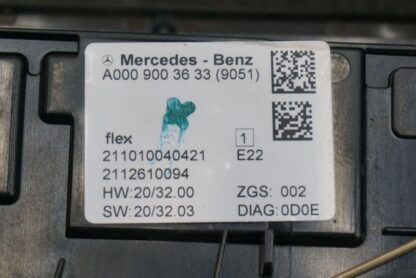 Mercedes - Benz
A000 900 36 33 (9051)
flex 1
211010040421 E22
2112610094
HW:20/32.00 ZGS: 002
SW:20/32.03 DIAG:0D0E